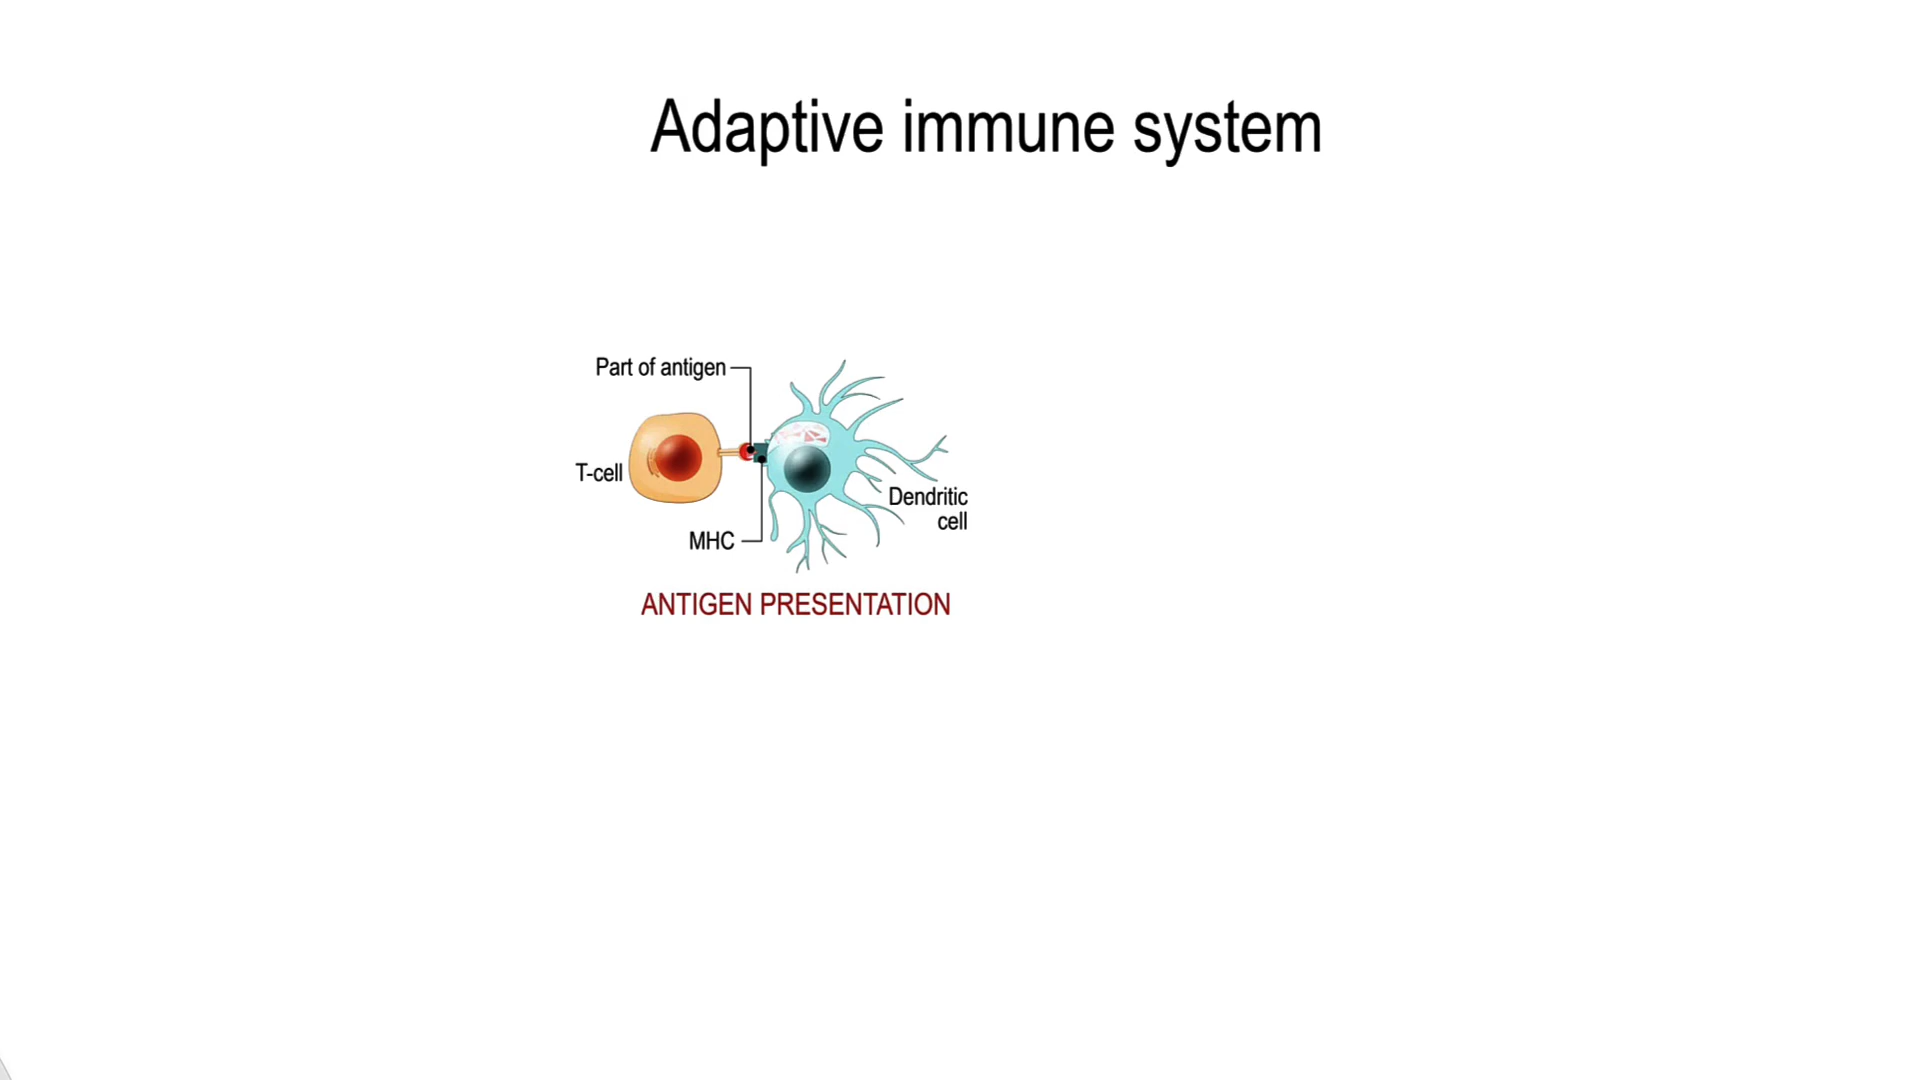 Adaptive immune system
Part of antigen
T-cell
Dendritic
cell
MHC
ANTIGEN PRESENTATION